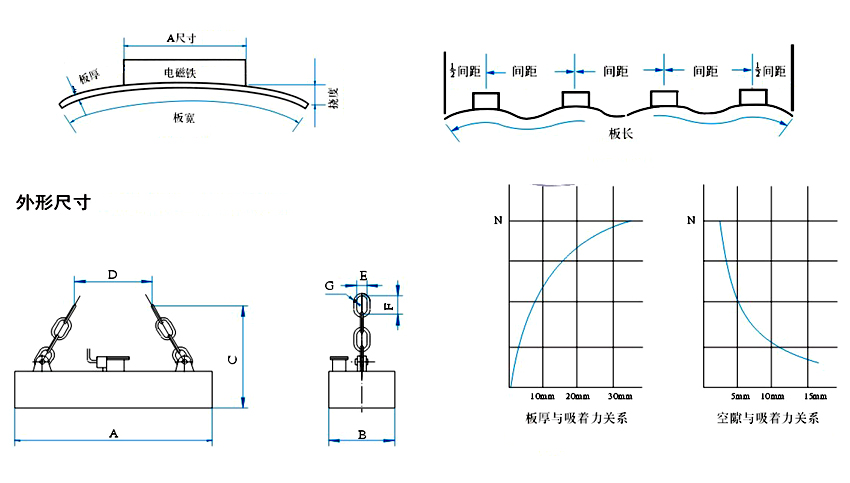 A尺寸
板厚
电磁铁
挠度
板宽
½间距 间距 间距 间距 ½间距
板长
外形尺寸
D
C
A
E
G
F
B
N
10mm 20mm 30mm
板厚与吸着力关系
N
5mm 10mm 15mm
空隙与吸着力关系